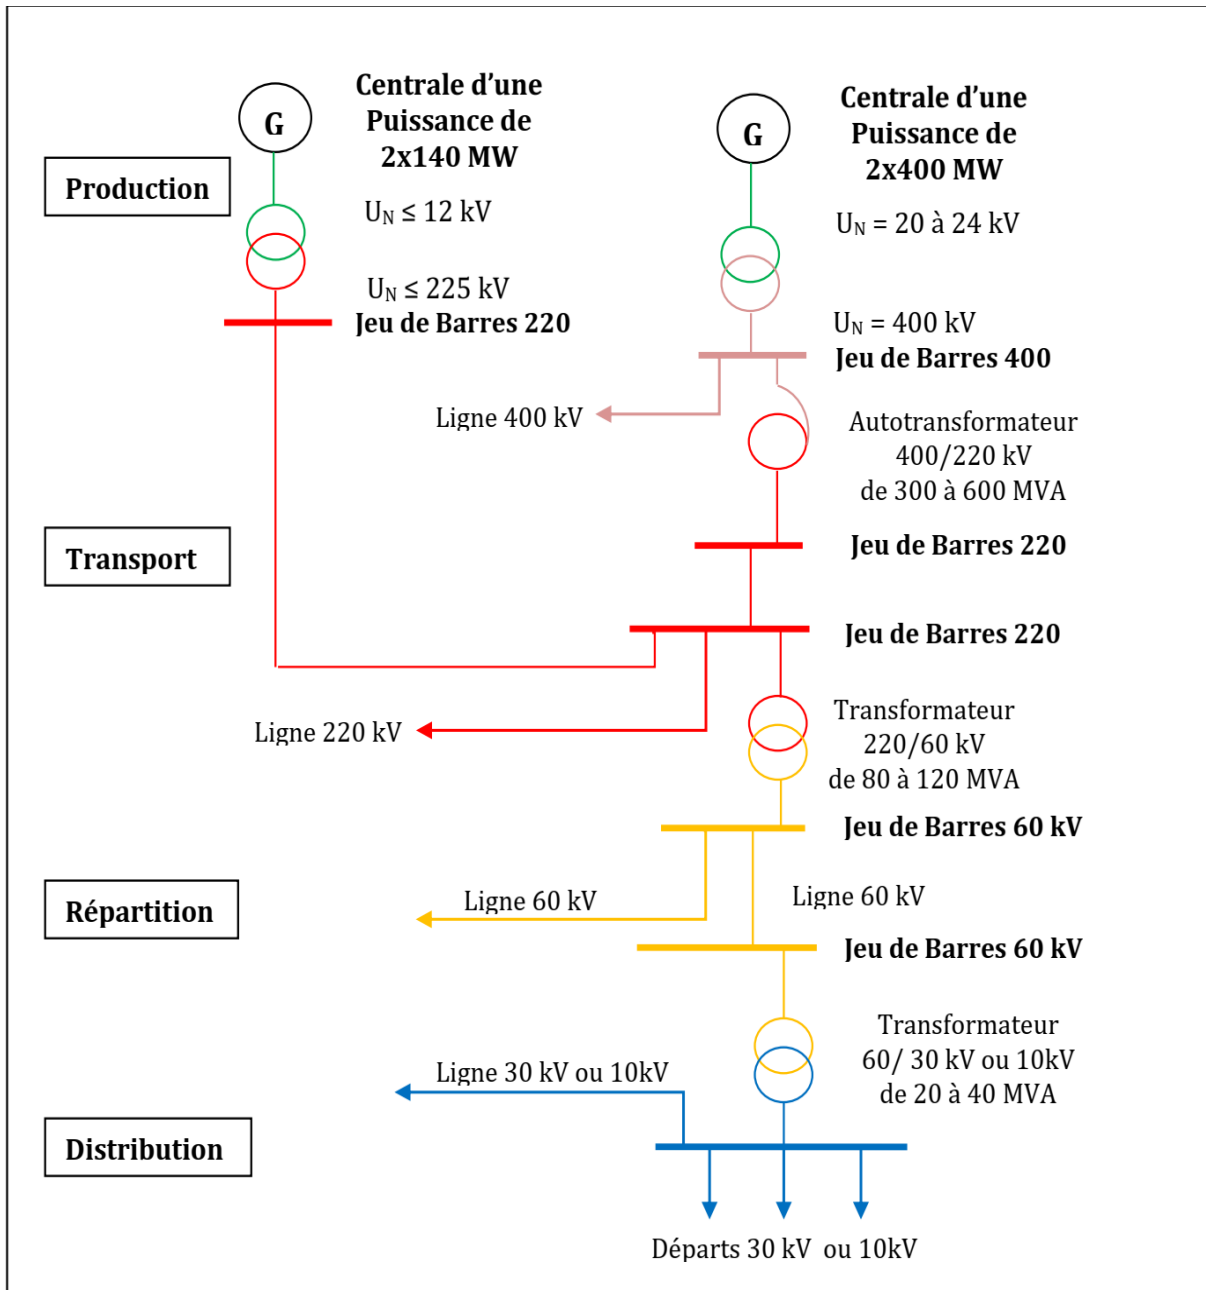 G
Centrale d’une
Puissance de
2x140 MW
G
Centrale d’une
Puissance de
2x400 MW
Production
U_N ≤ 12 kV
U_N = 20 à 24 kV
U_N ≤ 225 kV
Jeu de Barres 220
U_N = 400 kV
Jeu de Barres 400
Ligne 400 kV
Autotransformateur
400/220 kV
de 300 à 600 MVA
Transport
Jeu de Barres 220
Jeu de Barres 220
Ligne 220 kV
Transformateur
220/60 kV
de 80 à 120 MVA
Jeu de Barres 60 kV
Répartition
Ligne 60 kV
Ligne 60 kV
Jeu de Barres 60 kV
Transformateur
60/ 30 kV ou 10kV
de 20 à 40 MVA
Ligne 30 kV ou 10kV
Distribution
Départs 30 kV ou 10kV